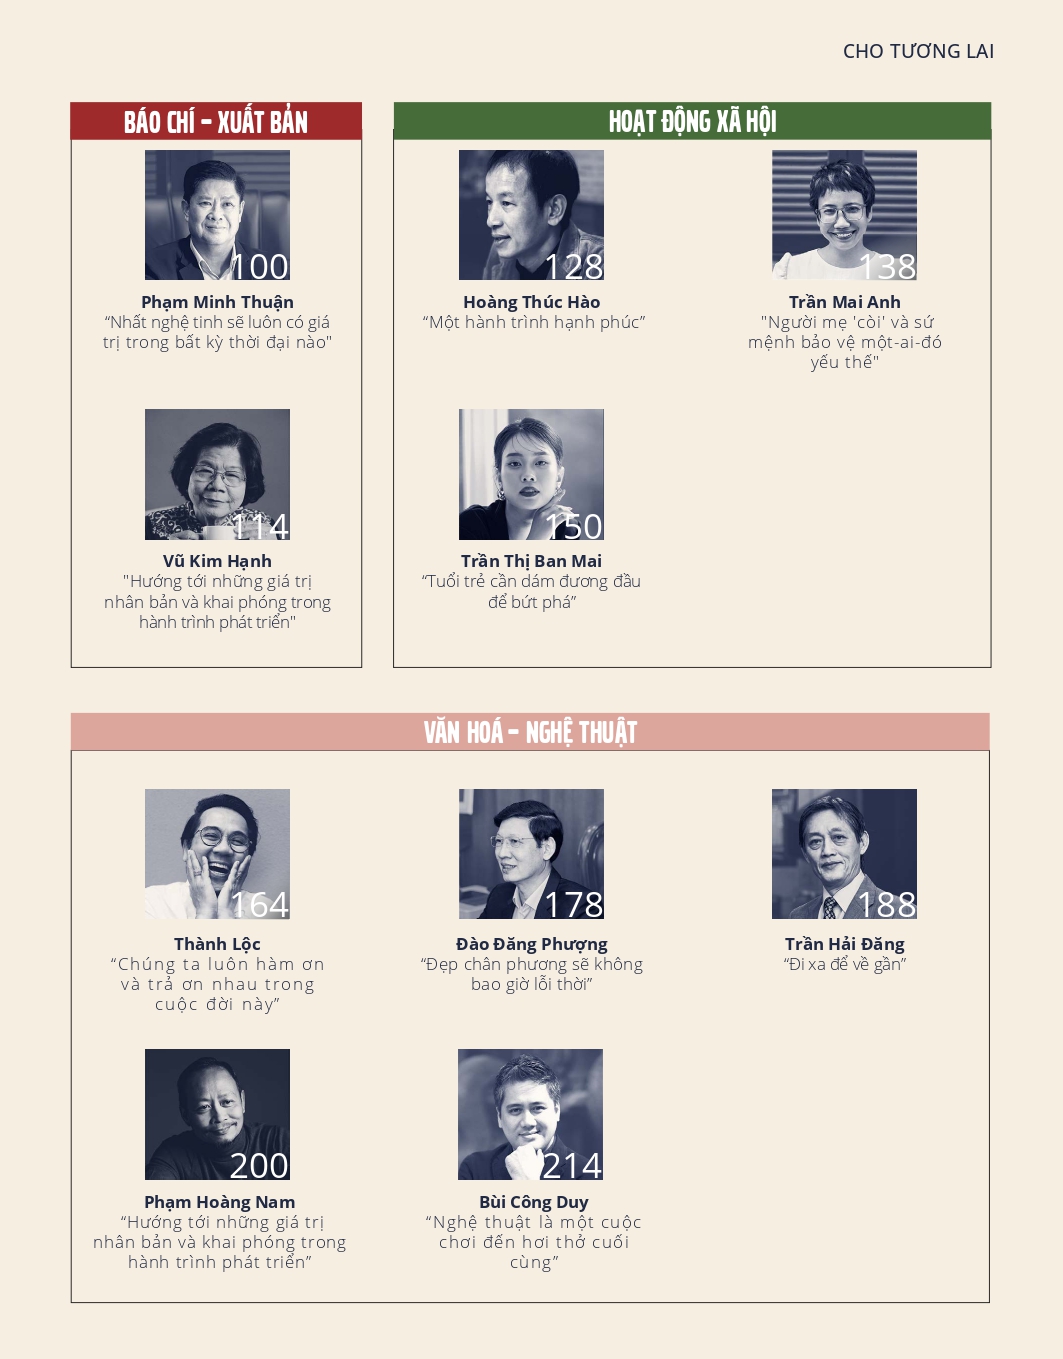 CHO TƯƠNG LAI
BÁO CHÍ – XUẤT BẢN
100
Phạm Minh Thuận
“Nhất nghệ tinh sẽ luôn có giá
trị trong bất kỳ thời đại nào"
114
Vũ Kim Hạnh
"Hướng tới những giá trị
nhân bản và khai phóng trong
hành trình phát triển"
HOẠT ĐỘNG XÃ HỘI
128
Hoàng Thúc Hào
“Một hành trình hạnh phúc”
138
Trần Mai Anh
"Người mẹ 'còi' và sứ
mệnh bảo vệ một-ai-đó
yếu thế"
150
Trần Thị Ban Mai
“Tuổi trẻ cần dám đương đầu
để bứt phá”
VĂN HOÁ – NGHỆ THUẬT
164
Thành Lộc
“Chúng ta luôn hàm ơn
và trả ơn nhau trong
cuộc đời này”
178
Đào Đăng Phượng
“Đẹp chân phương sẽ không
bao giờ lỗi thời”
188
Trần Hải Đăng
“Đi xa để về gần”
200
Phạm Hoàng Nam
“Hướng tới những giá trị
nhân bản và khai phóng trong
hành trình phát triển”
214
Bùi Công Duy
“Nghệ thuật là một cuộc
chơi đến hơi thở cuối
cùng”